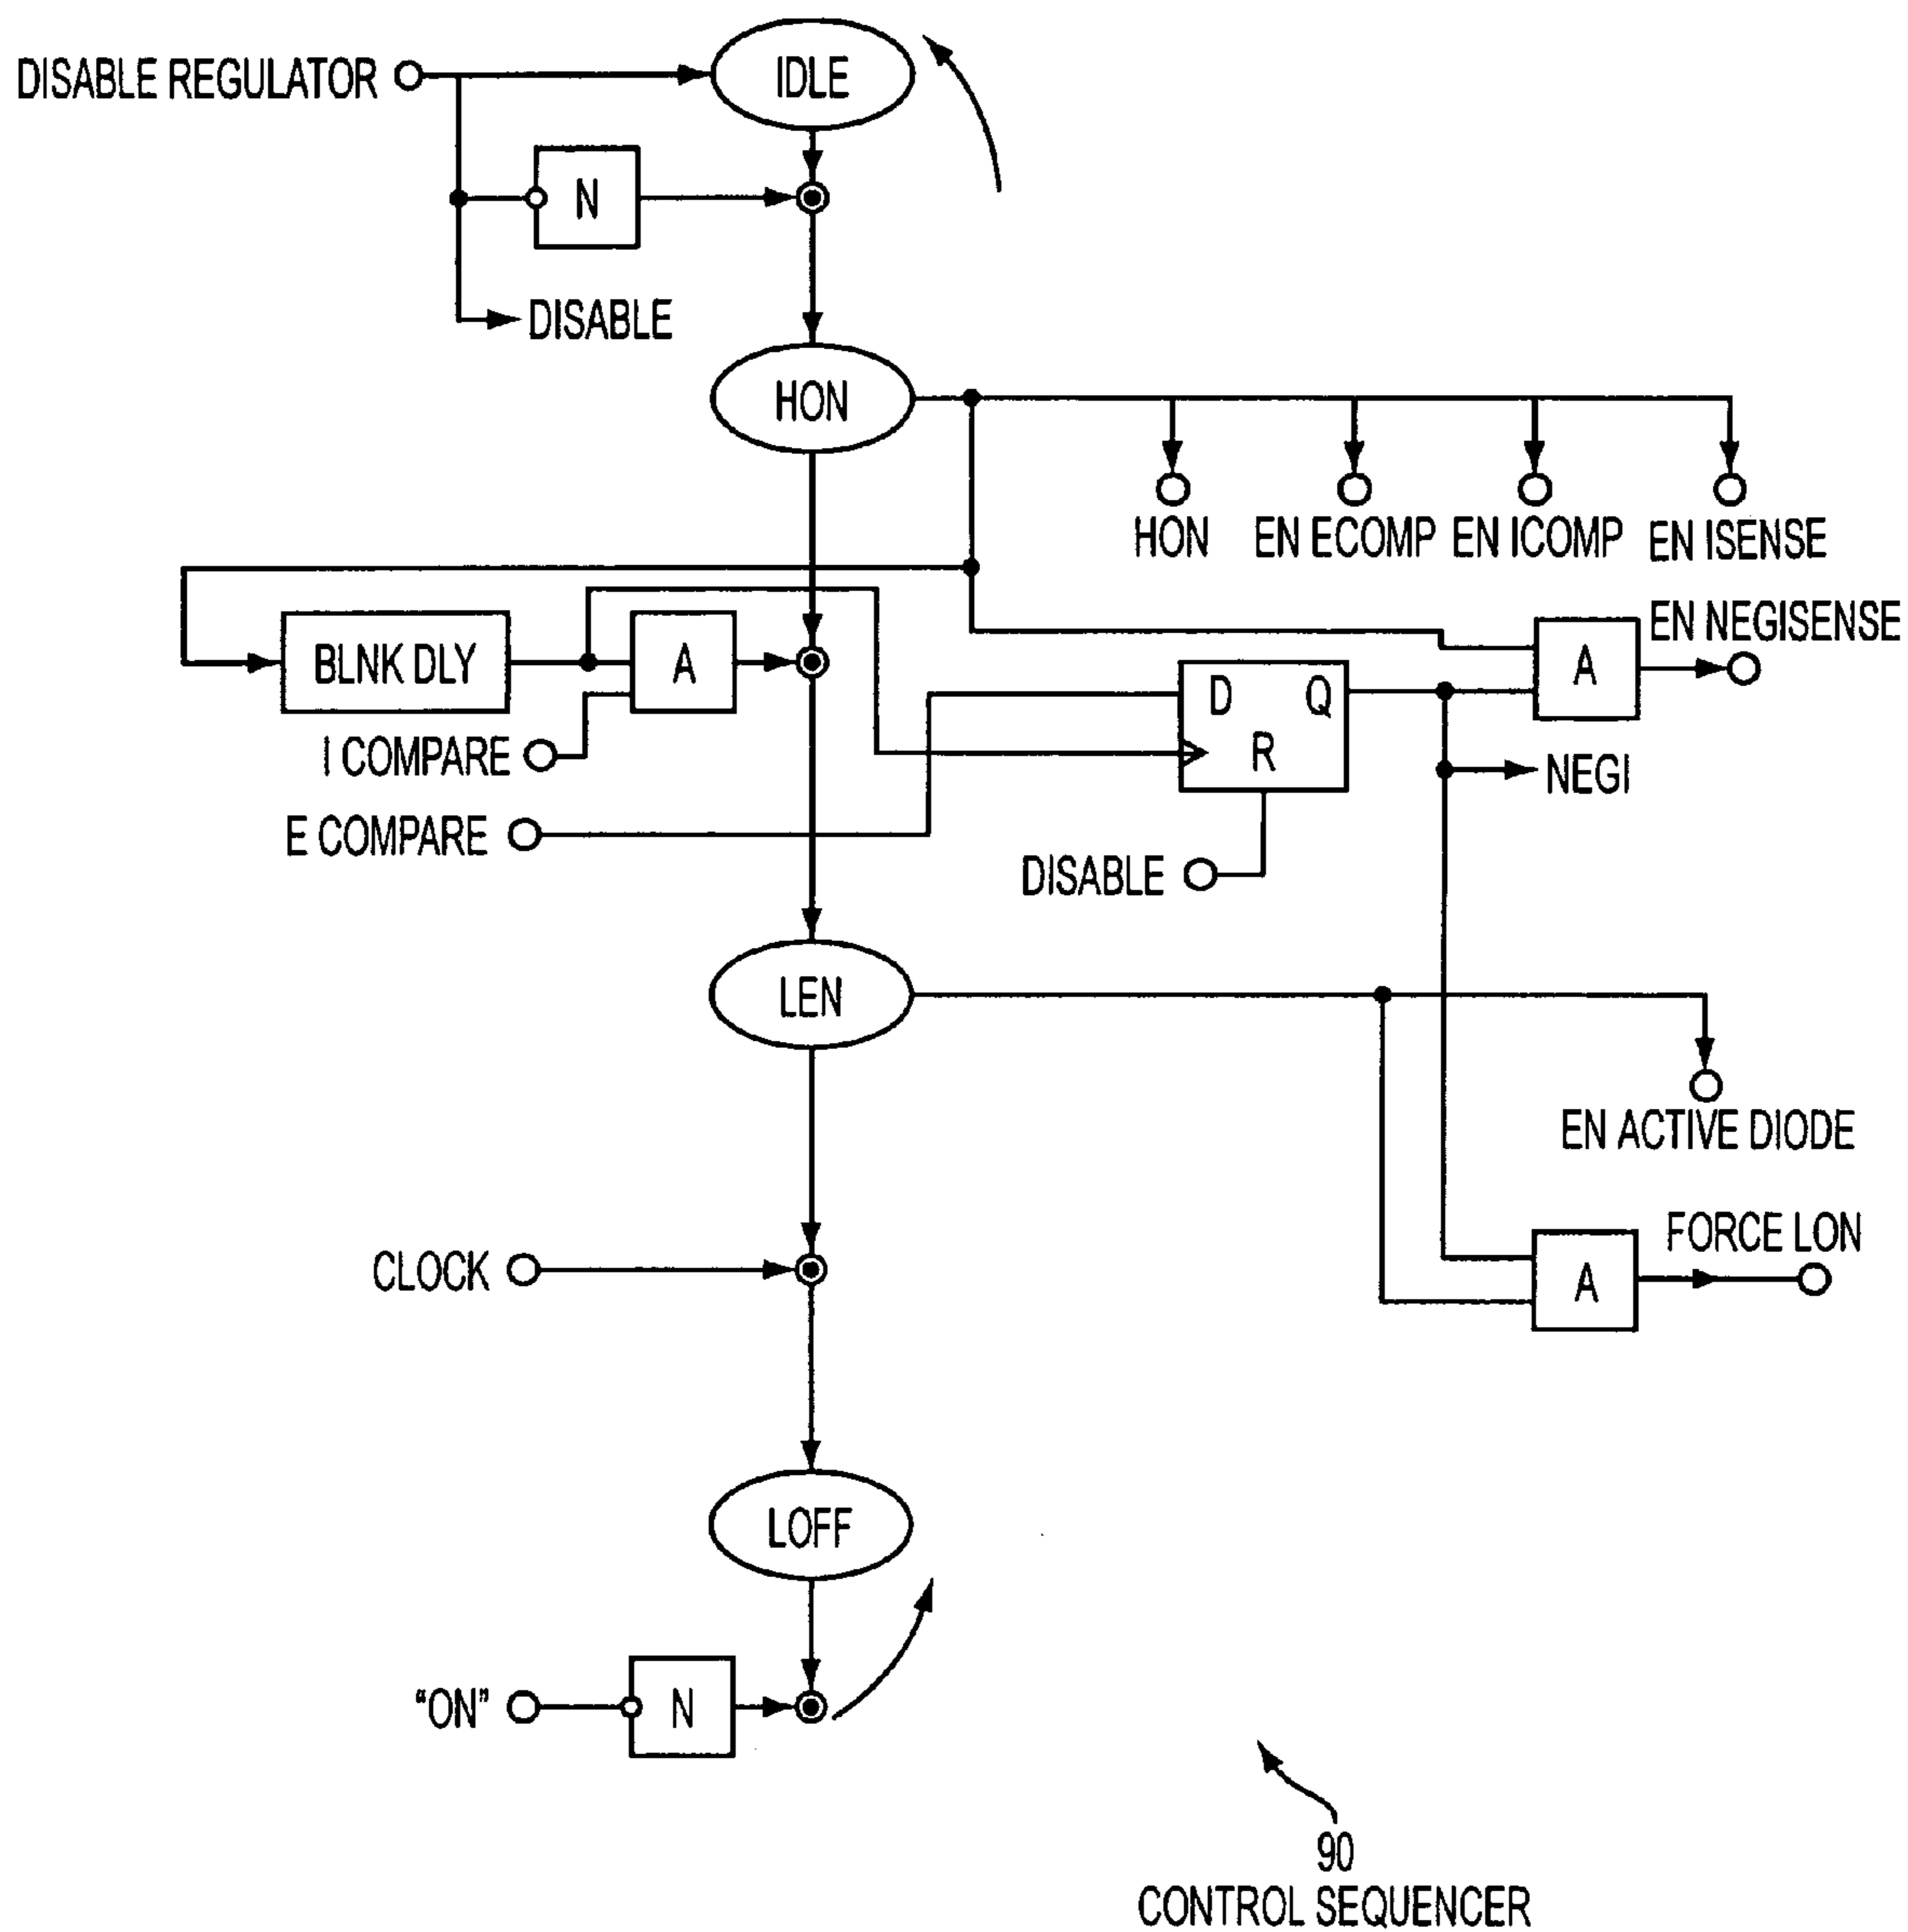 DISABLE REGULATOR
IDLE
N
DISABLE
HON
HON
EN ECOMP
EN ICOMP
EN ISENSE
BLNK DLY
A
I COMPARE
E COMPARE
D
Q
R
DISABLE
A
EN NEGISENSE
NEGI
LEN
EN ACTIVE DIODE
CLOCK
A
FORCE LON
LOFF
"ON"
N
90
CONTROL SEQUENCER